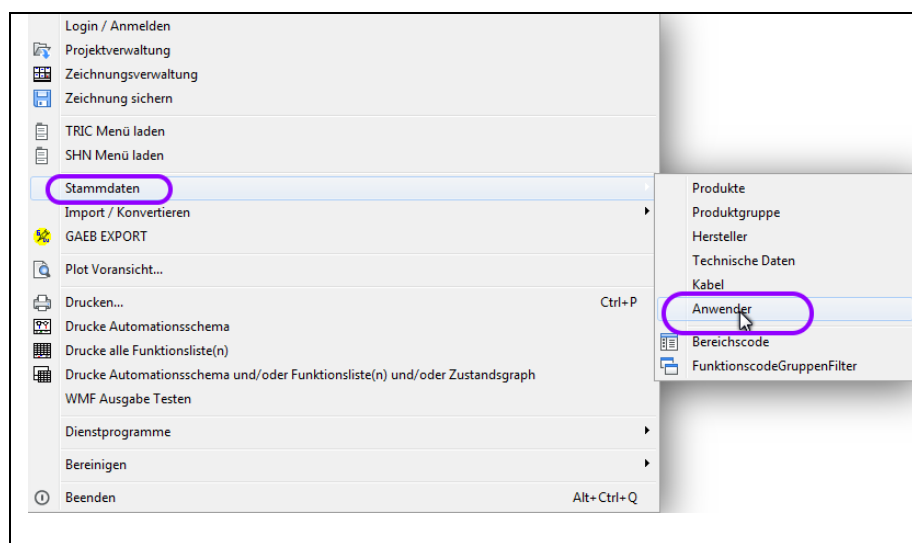 Login / Anmelden
Projektverwaltung
Zeichnungsverwaltung
Zeichnung sichern
TRIC Menü laden
SHN Menü laden
Stammdaten
Import / Konvertieren
GAEB EXPORT
Plot Voransicht...
Drucken... Ctrl+P
Drucke Automationsschema
Drucke alle Funktionsliste(n)
Drucke Automationsschema und/oder Funktionsliste(n) und/oder Zustandsgraph
WMF Ausgabe Testen
Dienstprogramme
Bereinigen
Beenden Alt+Ctrl+Q
Produkte
Produktgruppe
Hersteller
Technische Daten
Kabel
Anwender
Bereichscode
FunktionscodeGruppenFilter